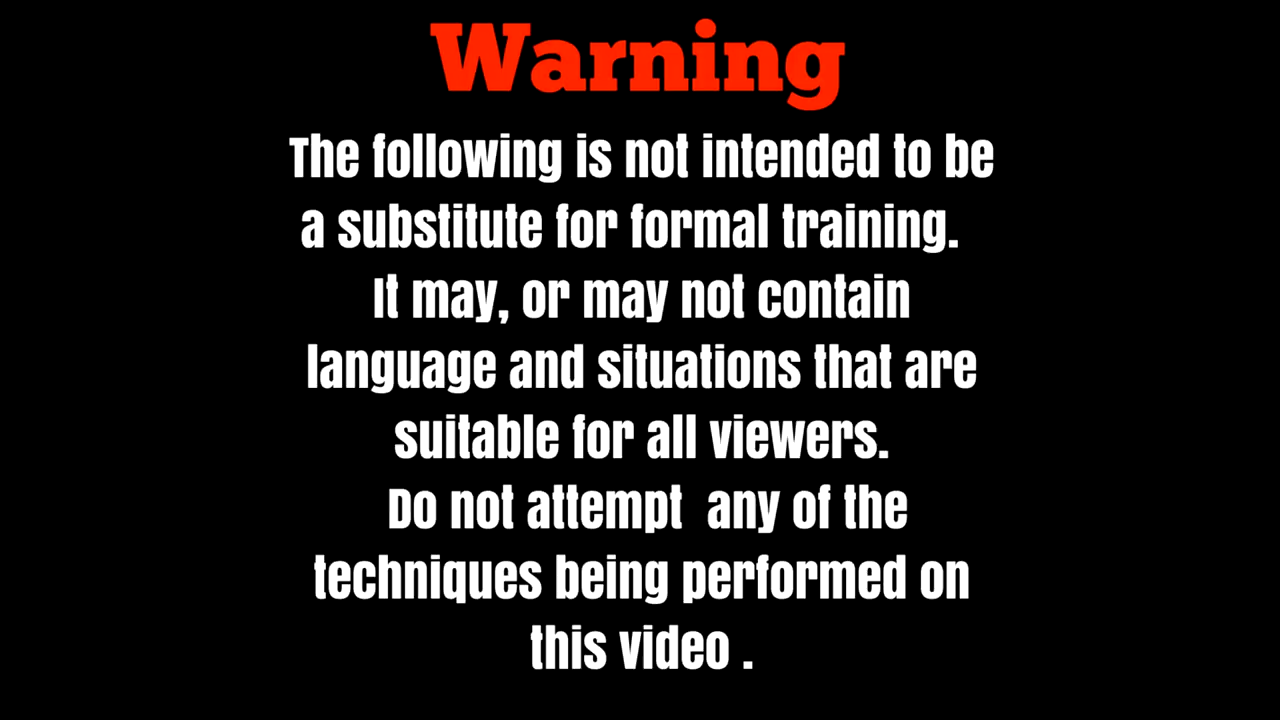 Warning
The following is not intended to be
a substitute for formal training.
It may, or may not contain
language and situations that are
suitable for all viewers.
Do not attempt  any of the
techniques being performed on
this video .